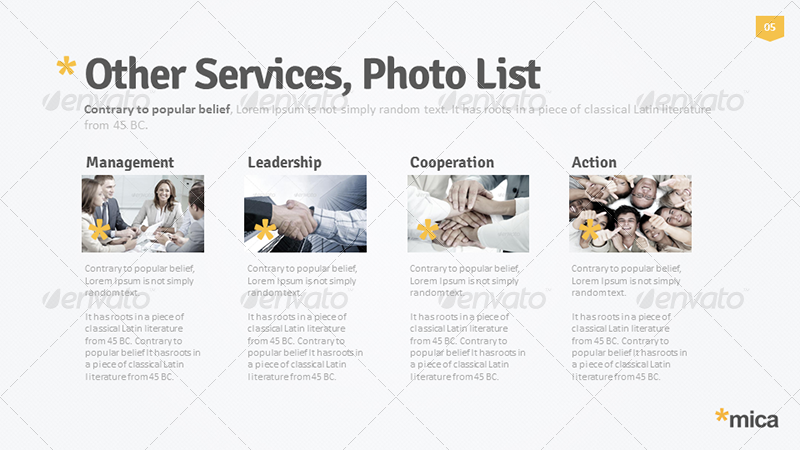 05
* Other Services, Photo List
Contrary to popular belief, Lorem Ipsum is not simply random text. It has roots in a piece of classical Latin literature
from 45 BC.
Management
Leadership
Cooperation
Action
Contrary to popular belief,
Lorem Ipsum is not simply
random text.
It has roots in a piece of
classical Latin literature
from 45 BC. Contrary to
popular belief It has roots in
a piece of classical Latin
literature from 45 BC.
Contrary to popular belief,
Lorem Ipsum is not simply
random text.
It has roots in a piece of
classical Latin literature
from 45 BC. Contrary to
popular belief It has roots in
a piece of classical Latin
literature from 45 BC.
Contrary to popular belief,
Lorem Ipsum is not simply
random text.
It has roots in a piece of
classical Latin literature
from 45 BC. Contrary to
popular belief It has roots in
a piece of classical Latin
literature from 45 BC.
Contrary to popular belief,
Lorem Ipsum is not simply
random text.
It has roots in a piece of
classical Latin literature
from 45 BC. Contrary to
popular belief It has roots in
a piece of classical Latin
literature from 45 BC.
*mica
envato
envato
envato
envato
envato
envato
envato
envato